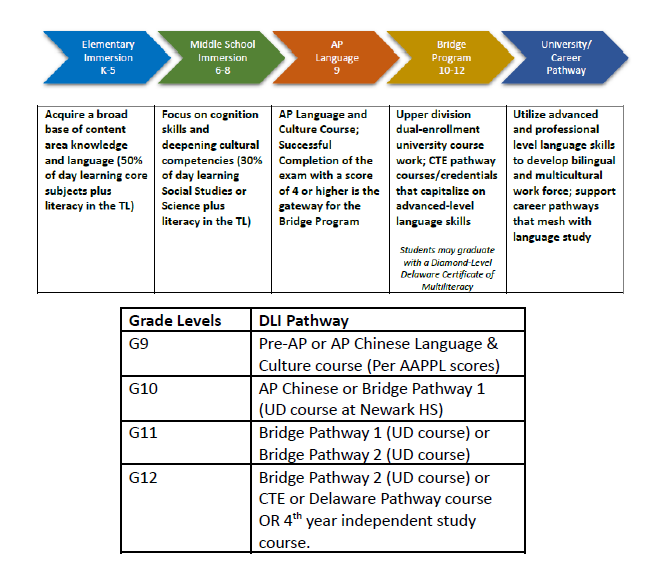 Elementary
Immersion
K-5
Middle School
Immersion
6-8
AP
Language
9
Bridge
Program
10-12
University/
Career
Pathway
Acquire a broad
base of content
area knowledge
and language (50%
of day learning core
subjects plus
literacy in the TL)
Focus on cognition
skills and
deepening cultural
competencies (30%
of day learning
Social Studies or
Science plus
literacy in the TL)
AP Language and
Culture Course;
Successful
Completion of the
exam with a score
of 4 or higher is the
gateway for the
Bridge Program
Upper division
dual-enrollment
university course
work; CTE pathway
courses/credentials
that capitalize on
advanced-level
language skills
Students may graduate
with a Diamond-Level
Delaware Certificate of
Multiliteracy
Utilize advanced
and professional
level language skills
to develop bilingual
and multicultural
work force; support
career pathways
that mesh with
language study
Grade Levels
DLI Pathway
G9
Pre-AP or AP Chinese Language &
Culture course (Per AAPPL scores)
G10
AP Chinese or Bridge Pathway 1
(UD course at Newark HS)
G11
Bridge Pathway 1 (UD course) or
Bridge Pathway 2 (UD course)
G12
Bridge Pathway 2 (UD course) or
CTE or Delaware Pathway course
OR 4th year independent study
course.